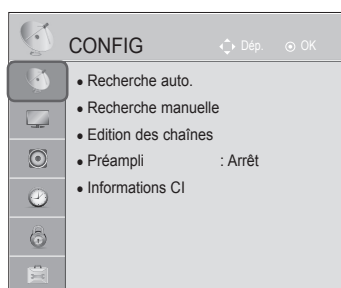 CONFIG Dép. OK
• Recherche auto.
• Recherche manuelle
• Edition des chaînes
• Préampli : Arrêt
• Informations CI